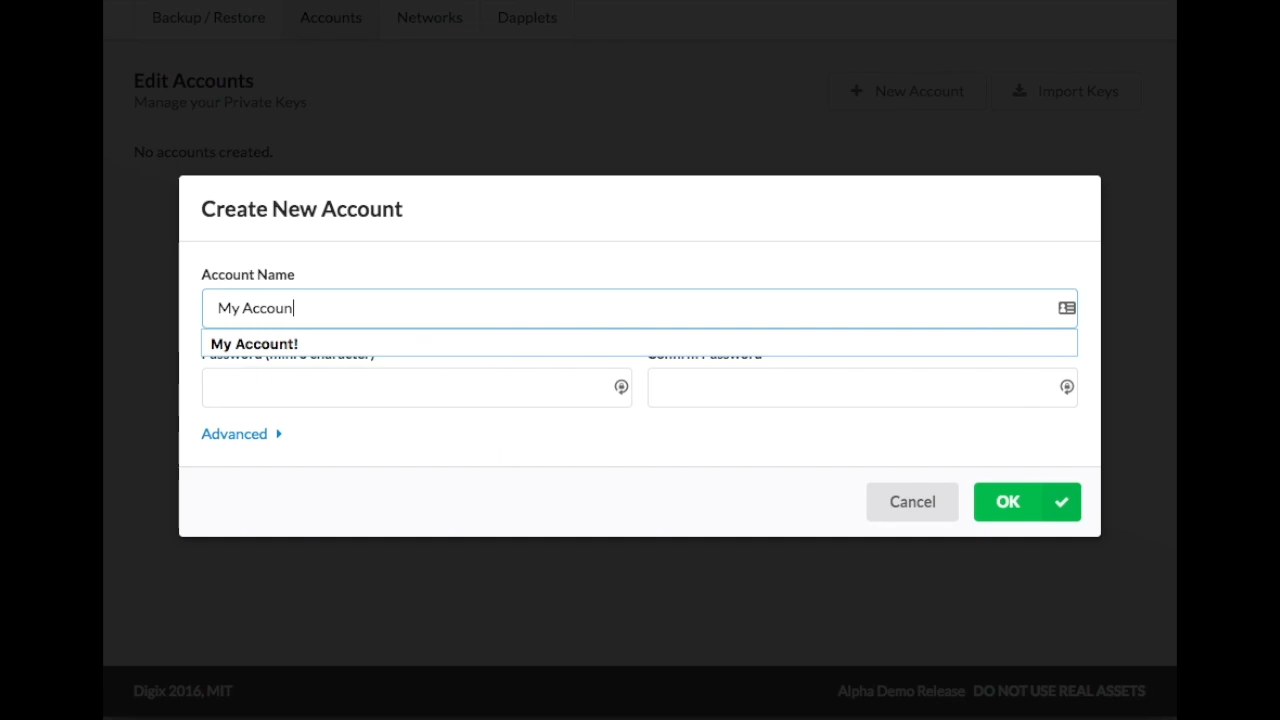 Backup / Restore Accounts Networks Dapplets
Edit Accounts
Manage your Private Keys
New Account Import Keys
No accounts created.
Create New Account
Account Name
My Accoun
My Account!
Advanced
Cancel OK
Digix 2016, MIT
Alpha Demo Release DO NOT USE REAL ASSETS